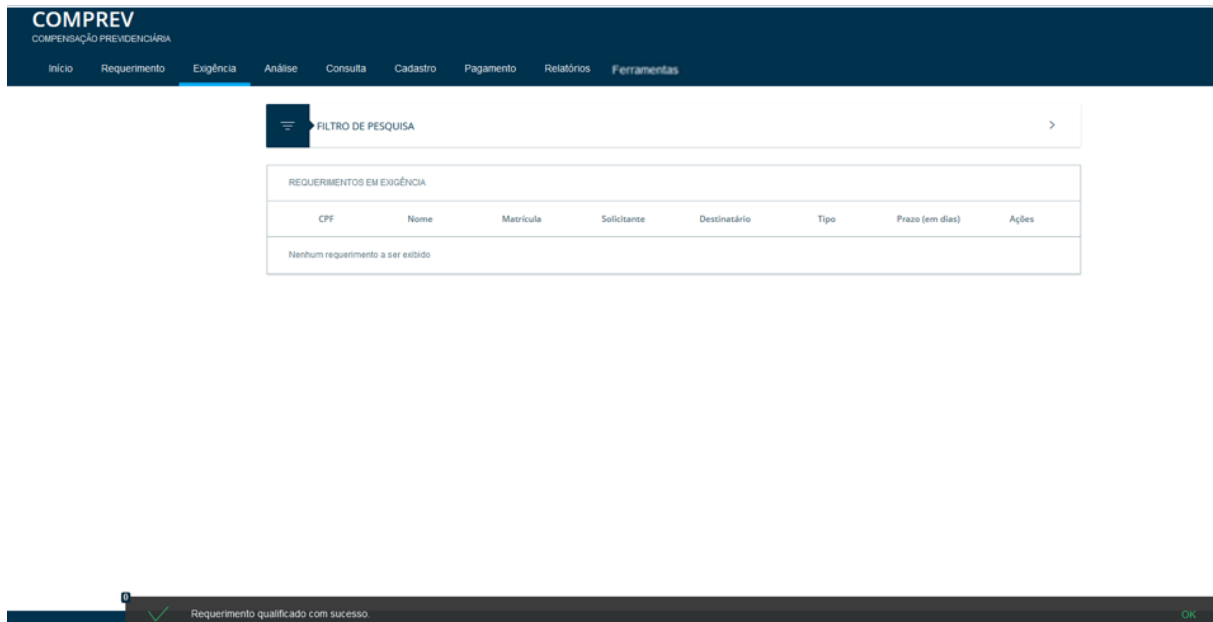 COMPREV
COMPENSAÇÃO PREVIDENCIÁRIA
Início Requerimento Exigência Análise Consulta Cadastro Pagamento Relatórios Ferramentas
FILTRO DE PESQUISA
REQUERIMENTOS EM EXIGÊNCIA
CPF Nome Matrícula Solicitante Destinatário Tipo Prazo (em dias) Ações
Nenhum requerimento a ser exibido
0
Requerimento qualificado com sucesso. OK